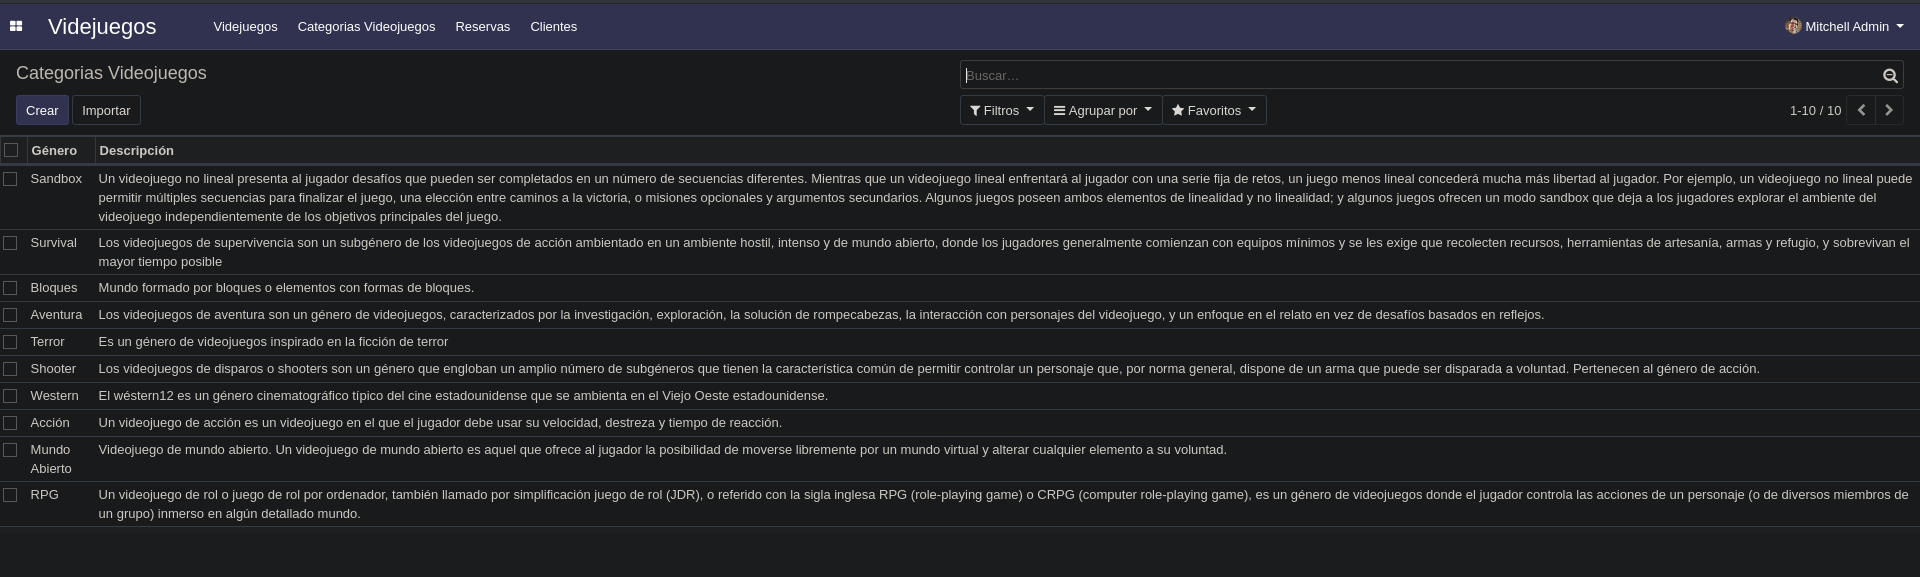 Videjuegos Videjuegos Categorias Videojuegos Reservas Clientes Mitchell Admin
Categorias Videojuegos
Buscar...
Crear Importar
Filtros Agrupar por Favoritos 1-10 / 10
Género Descripción
Sandbox Un videojuego no lineal presenta al jugador desafíos que pueden ser completados en un número de secuencias diferentes. Mientras que un videojuego lineal enfrentará al jugador con una serie fija de retos, un juego menos lineal concederá mucha más libertad al jugador. Por ejemplo, un videojuego no lineal puede
permitir múltiples secuencias para finalizar el juego, una elección entre caminos a la victoria, o misiones opcionales y argumentos secundarios. Algunos juegos poseen ambos elementos de linealidad y no linealidad; y algunos juegos ofrecen un modo sandbox que deja a los jugadores explorar el ambiente del
videojuego independientemente de los objetivos principales del juego.
Survival Los videojuegos de supervivencia son un subgénero de los videojuegos de acción ambientado en un ambiente hostil, intenso y de mundo abierto, donde los jugadores generalmente comienzan con equipos mínimos y se les exige que recolecten recursos, herramientas de artesanía, armas y refugio, y sobrevivan el
mayor tiempo posible
Bloques Mundo formado por bloques o elementos con formas de bloques.
Aventura Los videojuegos de aventura son un género de videojuegos, caracterizados por la investigación, exploración, la solución de rompecabezas, la interacción con personajes del videojuego, y un enfoque en el relato en vez de desafíos basados en reflejos.
Terror Es un género de videojuegos inspirado en la ficción de terror
Shooter Los videojuegos de disparos o shooters son un género que engloban un amplio número de subgéneros que tienen la característica común de permitir controlar un personaje que, por norma general, dispone de un arma que puede ser disparada a voluntad. Pertenecen al género de acción.
Western El wéstern12 es un género cinematográfico típico del cine estadounidense que se ambienta en el Viejo Oeste estadounidense.
Acción Un videojuego de acción es un videojuego en el que el jugador debe usar su velocidad, destreza y tiempo de reacción.
Mundo Videojuego de mundo abierto. Un videojuego de mundo abierto es aquel que ofrece al jugador la posibilidad de moverse libremente por un mundo virtual y alterar cualquier elemento a su voluntad.
Abierto
RPG Un videojuego de rol o juego de rol por ordenador, también llamado por simplificación juego de rol (JDR), o referido con la sigla inglesa RPG (role-playing game) o CRPG (computer role-playing game), es un género de videojuegos donde el jugador controla las acciones de un personaje (o de diversos miembros de
un grupo) inmerso en algún detallado mundo.